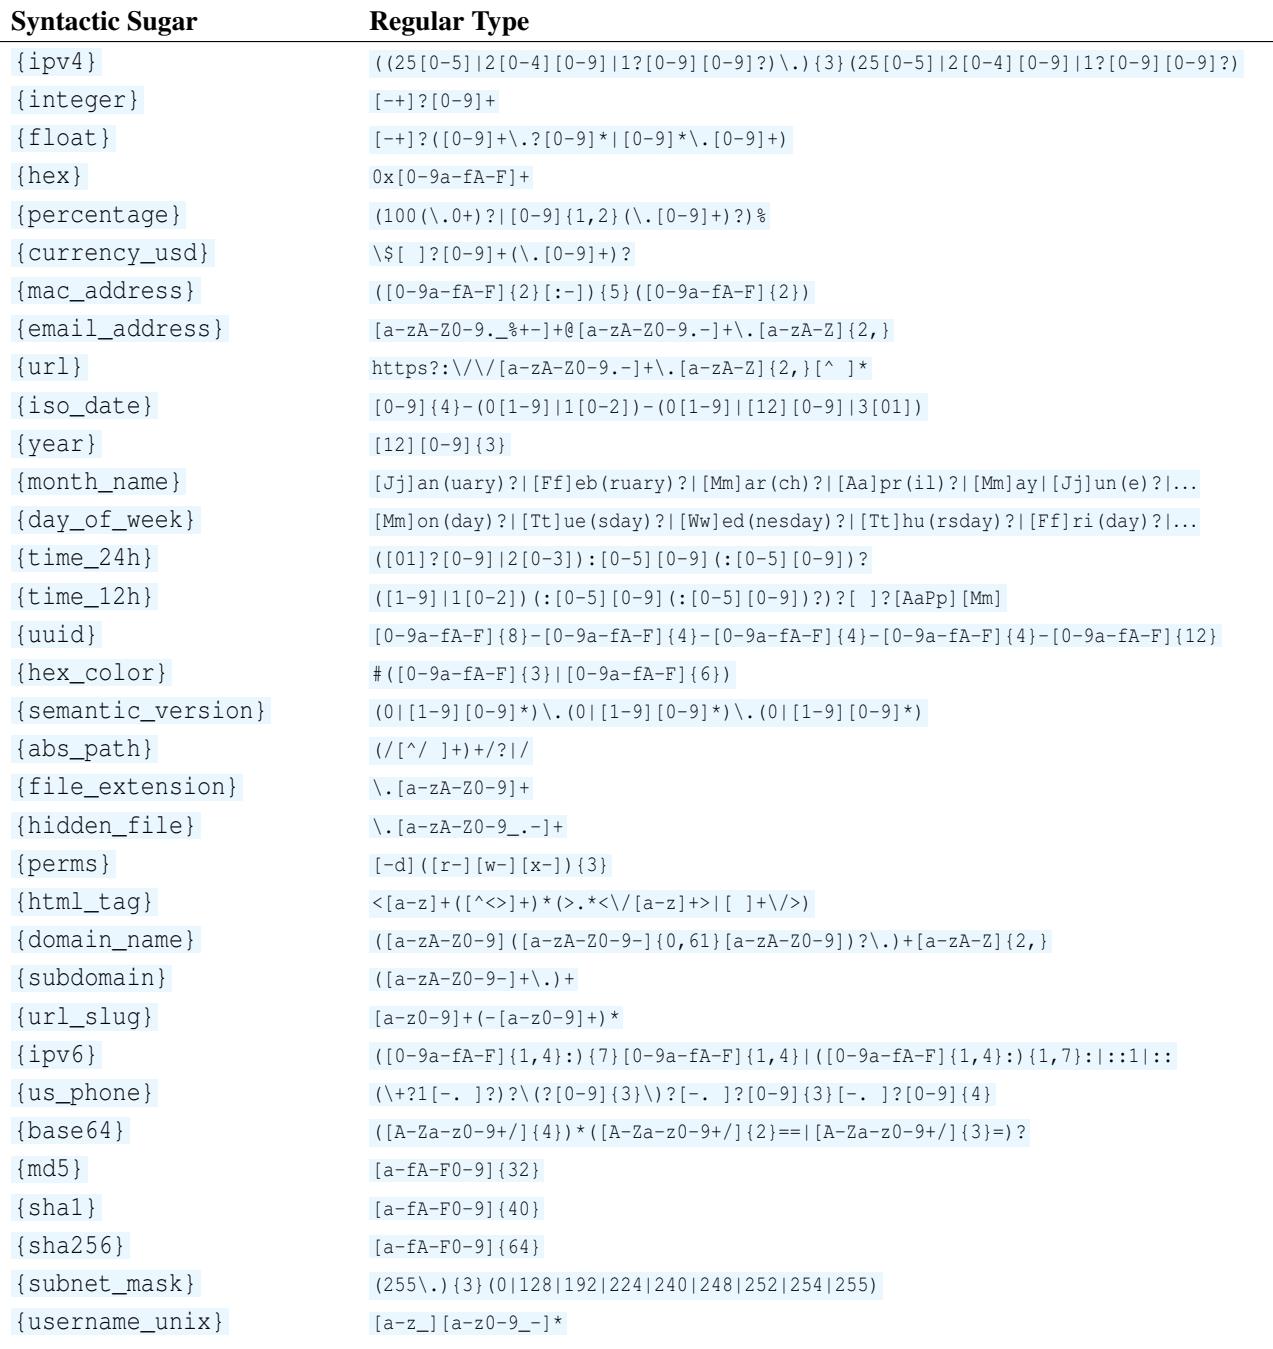 Syntactic Sugar Regular Type
{ipv4} ((25[0-5]|2[0-4][0-9]|1?[0-9][0-9]?)\.){3}(25[0-5]|2[0-4][0-9]|1?[0-9][0-9]?)
{integer} [-+]?[0-9]+
{float} [-+]?([0-9]+\.?[0-9]*|[0-9]*\.[0-9]+)
{hex} 0x[0-9a-fA-F]+
{percentage} (100(\.0+)?|[0-9]{1,2}(\.[0-9]+)?)%
{currency_usd} \$[ ]?[0-9]+(\.[0-9]+)?
{mac_address} ([0-9a-fA-F]{2}[:-]){5}([0-9a-fA-F]{2})
{email_address} [a-zA-Z0-9._%+-]+@[a-zA-Z0-9.-]+\.[a-zA-Z]{2,}
{url} https?:\/\/[a-zA-Z0-9.-]+\.[a-zA-Z]{2,}[^ ]*
{iso_date} [0-9]{4}-(0[1-9]|1[0-2])-(0[1-9]|[12][0-9]|3[01])
{year} [12][0-9]{3}
{month_name} [Jj]an(uary)?|[Ff]eb(ruary)?|[Mm]ar(ch)?|[Aa]pr(il)?|[Mm]ay|[Jj]un(e)?|...
{day_of_week} [Mm]on(day)?|[Tt]ue(sday)?|[Ww]ed(nesday)?|[Tt]hu(rsday)?|[Ff]ri(day)?|...
{time_24h} ([01]?[0-9]|2[0-3]):[0-5][0-9](:[0-5][0-9])?
{time_12h} ([1-9]|1[0-2])(:[0-5][0-9](:[0-5][0-9])?)?[ ]?[AaPp][Mm]
{uuid} [0-9a-fA-F]{8}-[0-9a-fA-F]{4}-[0-9a-fA-F]{4}-[0-9a-fA-F]{4}-[0-9a-fA-F]{12}
{hex_color} #([0-9a-fA-F]{3}|[0-9a-fA-F]{6})
{semantic_version} (0|[1-9][0-9]*)\.(0|[1-9][0-9]*)\.(0|[1-9][0-9]*)
{abs_path} (/[^/ ]+)+/?|/
{file_extension} \.[a-zA-Z0-9]+
{hidden_file} \.[a-zA-Z0-9_.-]+
{perms} [-d]([r-][w-][x-]){3}
{html_tag} <[a-z]+([^<>]+)*(>.*<\/[a-z]+>|[ ]+\/>)
{domain_name} ([a-zA-Z0-9]([a-zA-Z0-9-]{0,61}[a-zA-Z0-9])?\.)+[a-zA-Z]{2,}
{subdomain} ([a-zA-Z0-9-]+\.)+
{url_slug} [a-z0-9]+(-[a-z0-9]+)*
{ipv6} ([0-9a-fA-F]{1,4}:){7}[0-9a-fA-F]{1,4}|([0-9a-fA-F]{1,4}:){1,7}:|::1|::
{us_phone} (\+?1[-. ]?)?\(?[0-9]{3}\)?[-. ]?[0-9]{3}[-. ]?[0-9]{4}
{base64} ([A-Za-z0-9+/]{4})*([A-Za-z0-9+/]{2}==|[A-Za-z0-9+/]{3}=)?
{md5} [a-fA-F0-9]{32}
{sha1} [a-fA-F0-9]{40}
{sha256} [a-fA-F0-9]{64}
{subnet_mask} (255\.){3}(0|128|192|224|240|248|252|254|255)
{username_unix} [a-z_][a-z0-9_-]*